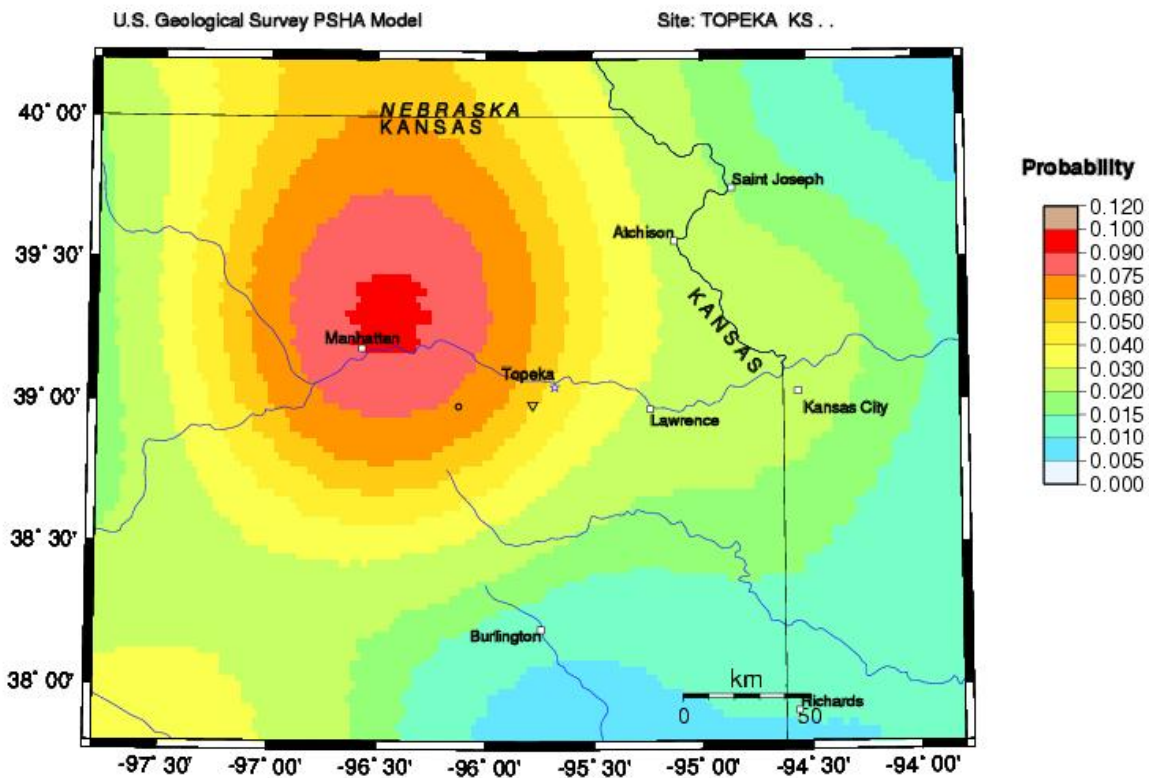 U.S. Geological Survey PSHA Model Site: TOPEKA KS . .
40° 00'
NEBRASKA
KANSAS
Saint Joseph
Probability
0.120
0.100
0.090
0.075
0.060
0.050
0.040
0.030
0.020
0.015
0.010
0.005
0.000
Atchison
39° 30'
KANSAS
Manhattan
Topeka
39° 00'
Kansas City
Lawrence
38° 30'
Burlington
38° 00'
km
Richards
0 50
-97° 30' -97° 00' -96° 30' -96° 00' -95° 30' -95° 00' -94° 30' -94° 00'